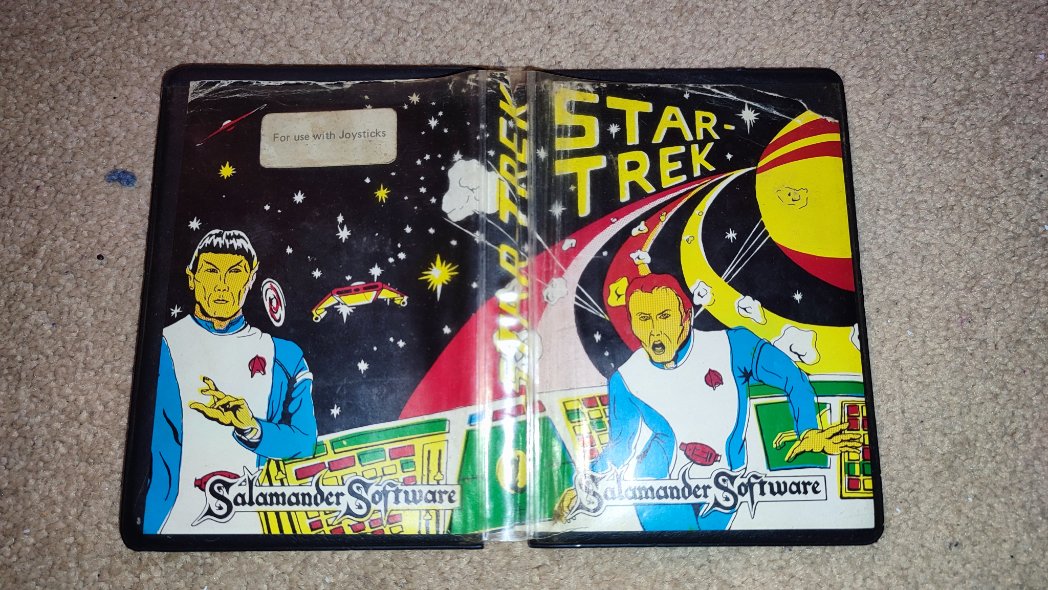 For use with Joysticks
Salamander Software
STAR TREK
STAR-
TREK
Salamander Software